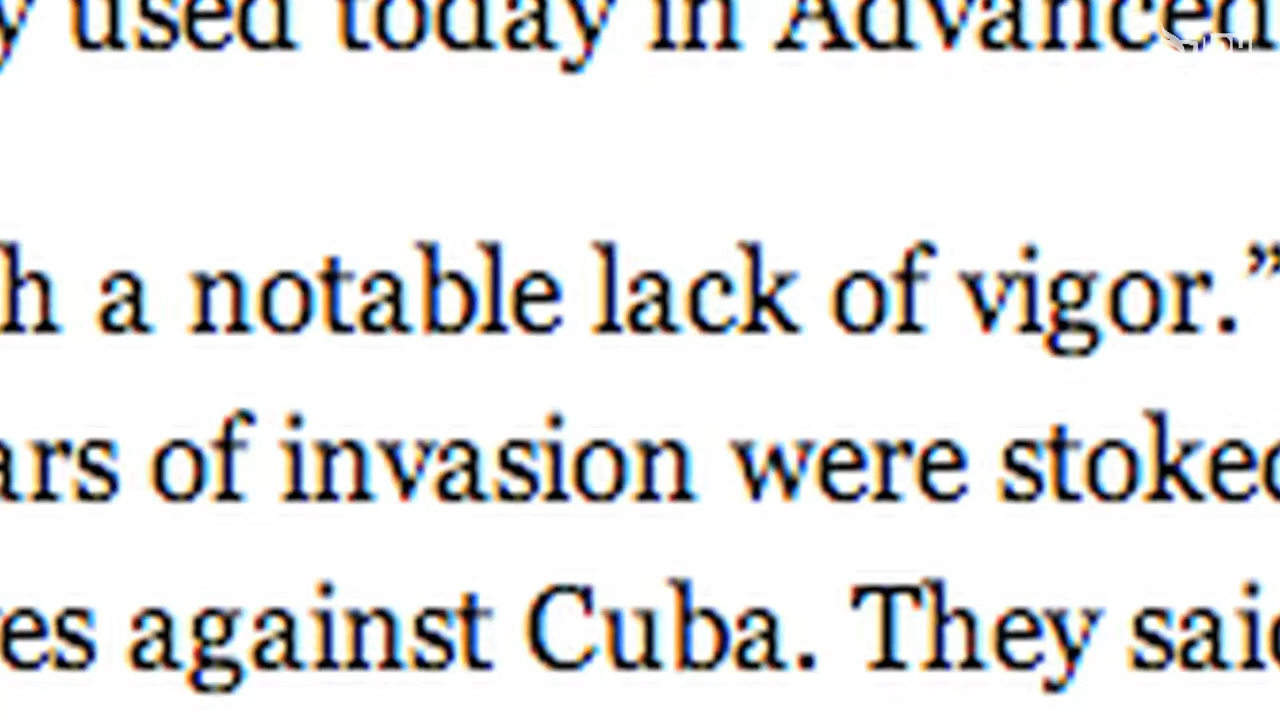 y used today in Advanced
h a notable lack of vigor.”
ars of invasion were stoked
es against Cuba. They said